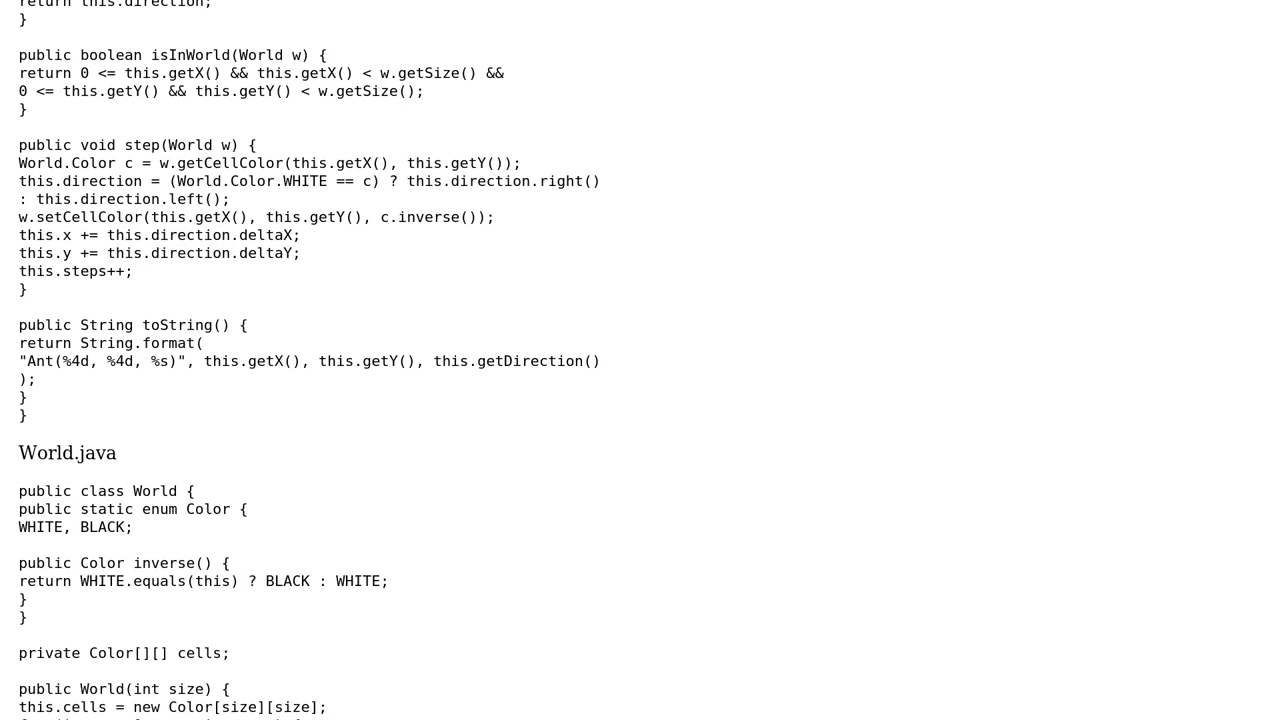 return this.direction;
}
public boolean isInWorld(World w) {
return 0 <= this.getX() && this.getX() < w.getSize() &&
0 <= this.getY() && this.getY() < w.getSize();
}
public void step(World w) {
World.Color c = w.getCellColor(this.getX(), this.getY());
this.direction = (World.Color.WHITE == c) ? this.direction.right()
: this.direction.left();
w.setCellColor(this.getX(), this.getY(), c.inverse());
this.x += this.direction.deltaX;
this.y += this.direction.deltaY;
this.steps++;
}
public String toString() {
return String.format(
"Ant(%4d, %4d, %s)", this.getX(), this.getY(), this.getDirection()
);
}
}
World.java
public class World {
public static enum Color {
WHITE, BLACK;
public Color inverse() {
return WHITE.equals(this) ? BLACK : WHITE;
}
}
private Color[][] cells;
public World(int size) {
this.cells = new Color[size][size];